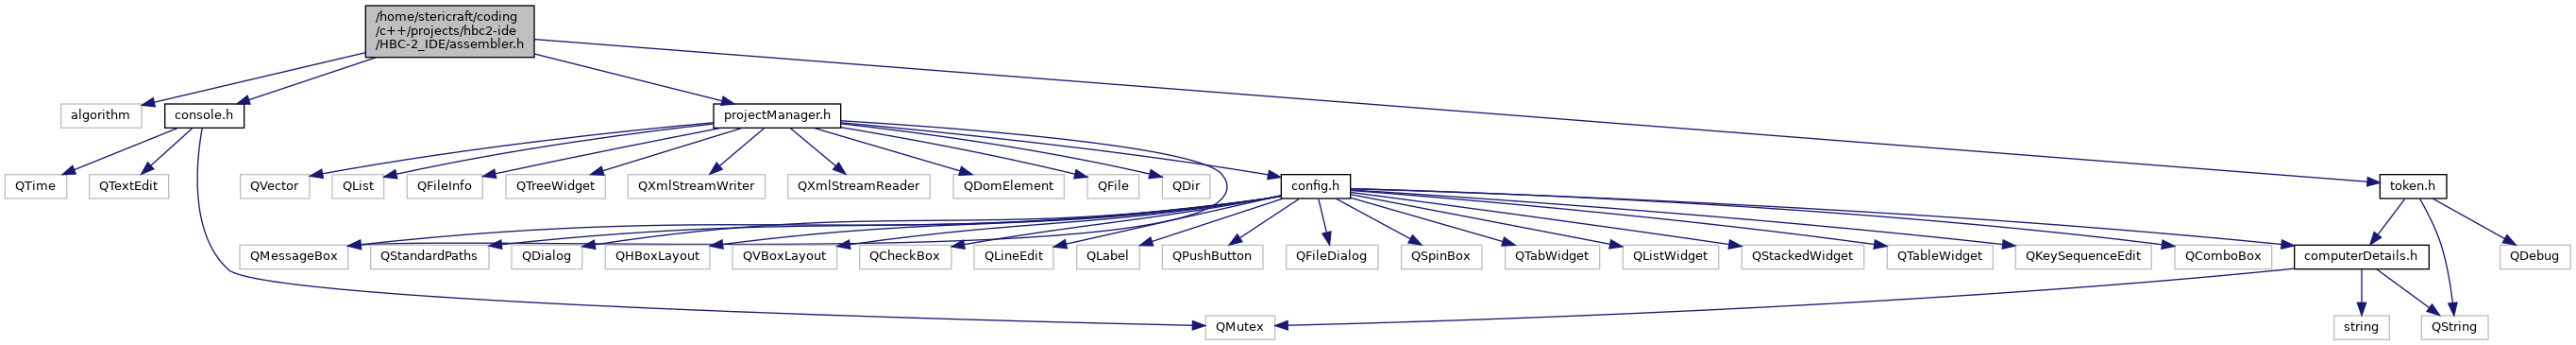 /home/stericraft/coding
/c++/projects/hbc2-ide
/HBC-2_IDE/assembler.h
algorithm
console.h
projectManager.h
QTime
QTextEdit
QVector
QList
QFileInfo
QTreeWidget
QXmlStreamWriter
QXmlStreamReader
QDomElement
QFile
QDir
config.h
token.h
QMessageBox
QStandardPaths
QDialog
QHBoxLayout
QVBoxLayout
QCheckBox
QLineEdit
QLabel
QPushButton
QFileDialog
QSpinBox
QTabWidget
QListWidget
QStackedWidget
QTableWidget
QKeySequenceEdit
QComboBox
computerDetails.h
QDebug
QMutex
string
QString